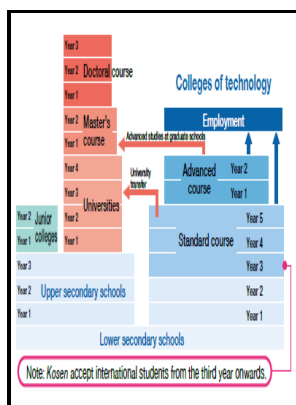 Year 3
Year 2 Doctoral course
Year 1
Colleges of technology
Year 2 Master's
Year 1 course
Advanced studies at graduate schools
Employment
Year 4
Year 3
Universities
Year 2
Year 1
University
transfer
Advanced
course
Year 2
Year 1
Year 2 Junior
Year 1 colleges
Standard course
Year 5
Year 4
Year 3
Year 2
Year 1
Year 3
Year 2 Upper secondary schools
Year 1
Lower secondary schools
Note: Kosen accept international students from the third year onwards.